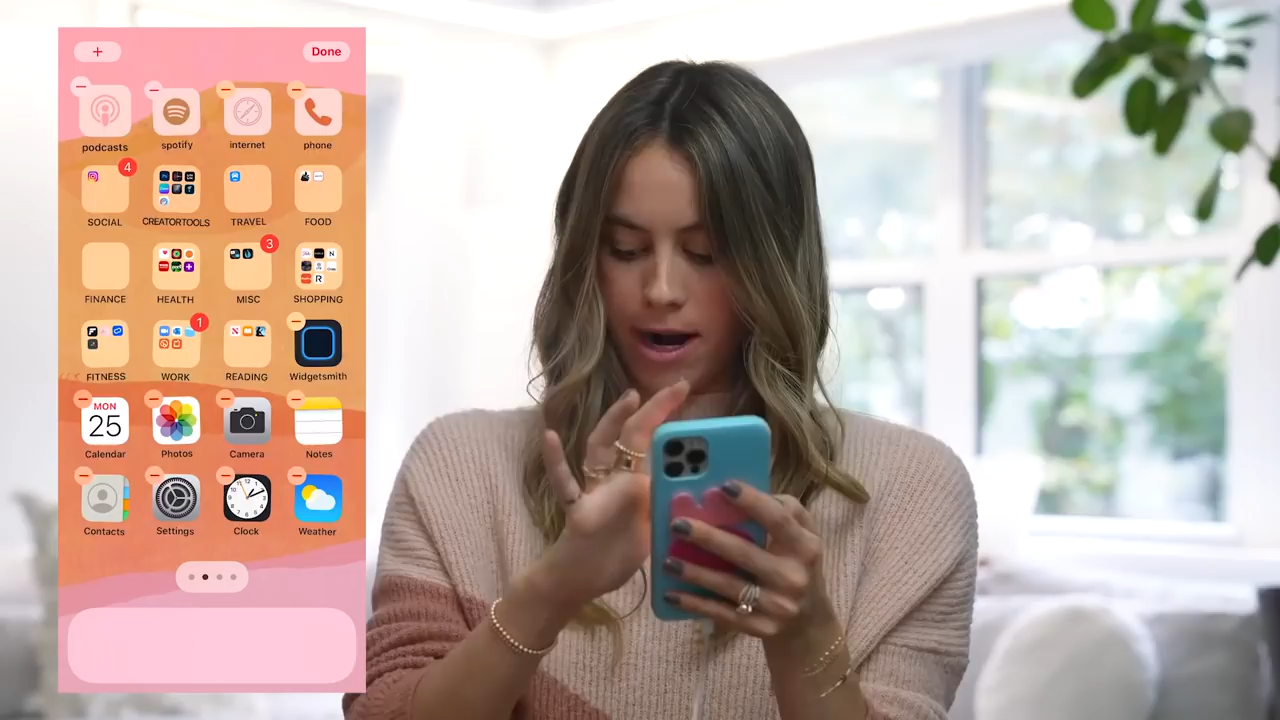 + Done
podcasts spotify internet phone
4
SOCIAL CREATORTOOLS TRAVEL FOOD
3
FINANCE HEALTH MISC SHOPPING
1
FITNESS WORK READING Widgetsmith
MON
25
Calendar Photos Camera Notes
Contacts Settings Clock Weather